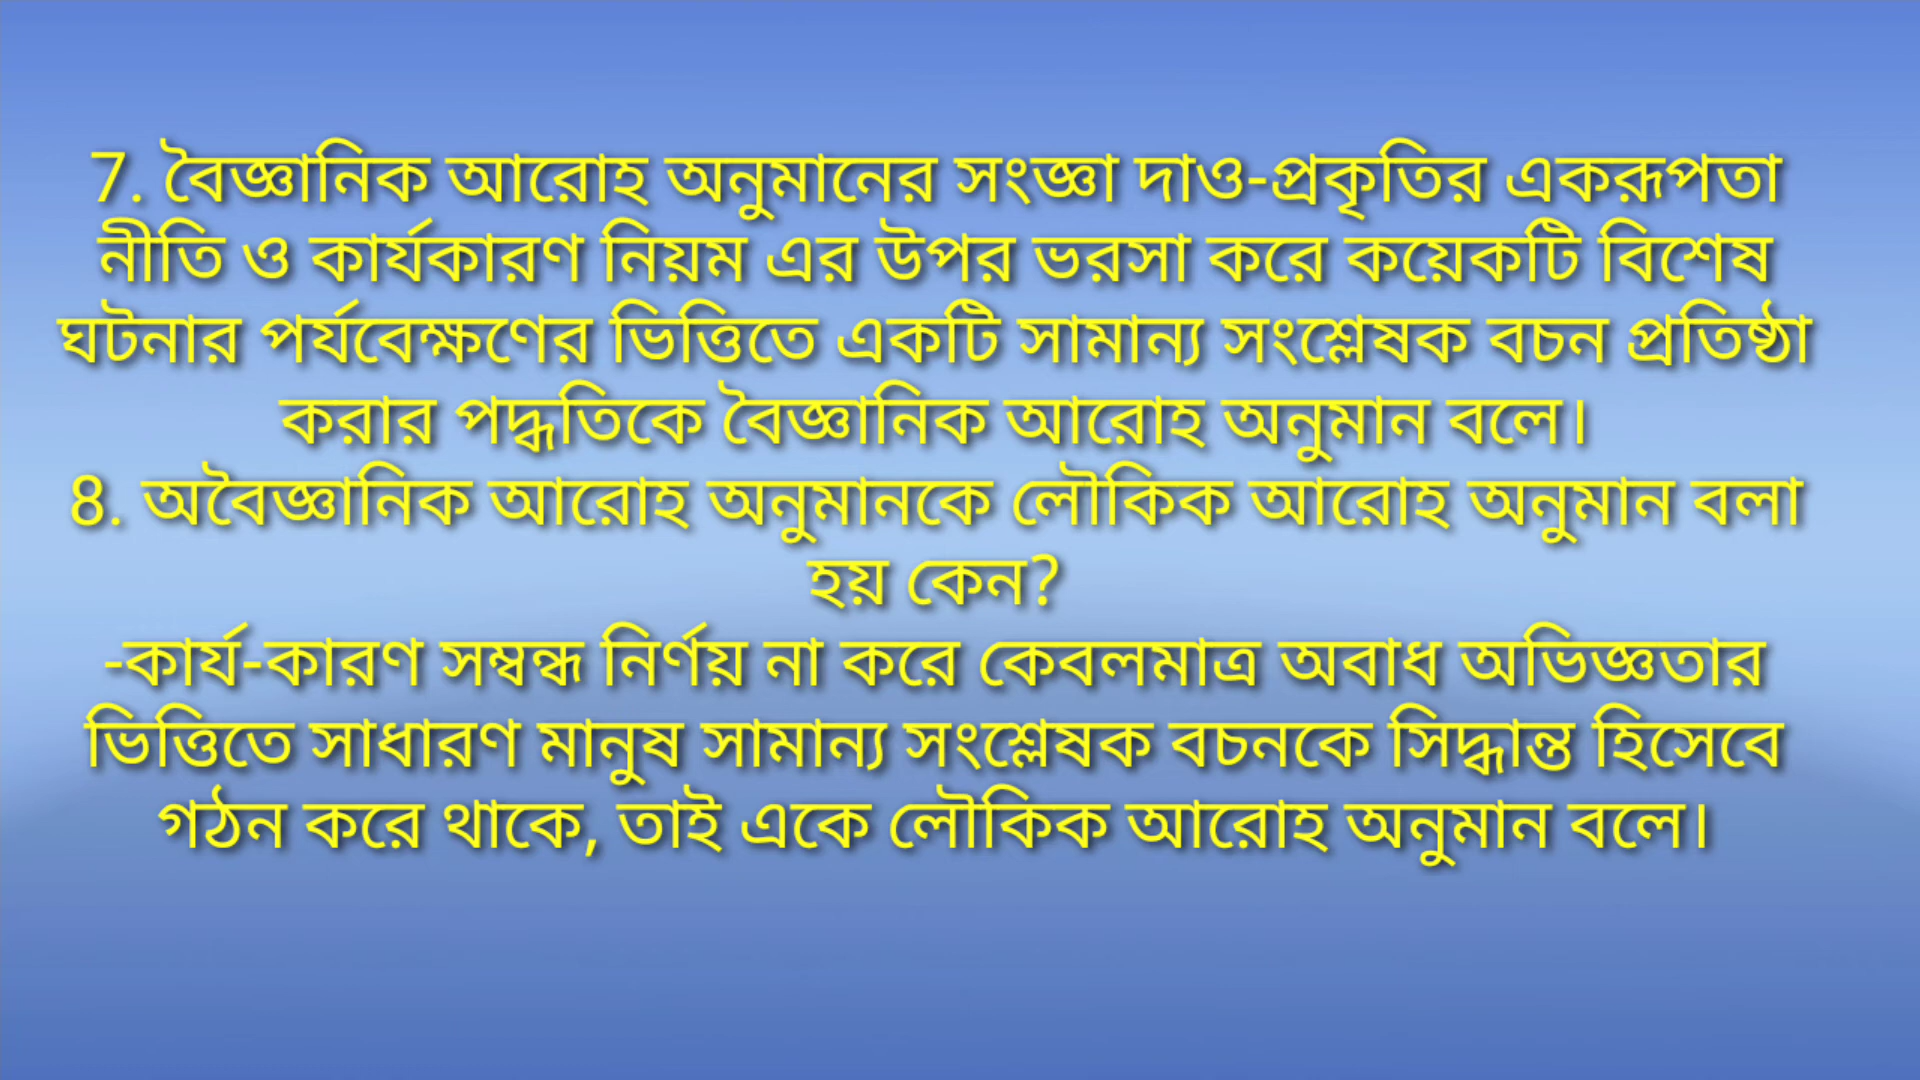 7. বৈজ্ঞানিক আরোহ অনুমানের সংজ্ঞা দাও-প্রকৃতির একরূপতা
নীতি ও কার্যকারণ নিয়ম এর উপর ভরসা করে কয়েকটি বিশেষ
ঘটনার পর্যবেক্ষণের ভিত্তিতে একটি সামান্য সংশ্লেষক বচন প্রতিষ্ঠা
করার পদ্ধতিকে বৈজ্ঞানিক আরোহ অনুমান বলে।
8. অবৈজ্ঞানিক আরোহ অনুমানকে লৌকিক আরোহ অনুমান বলা
হয় কেন?
-কার্য-কারণ সম্বন্ধ নির্ণয় না করে কেবলমাত্র অবাধ অভিজ্ঞতার
ভিত্তিতে সাধারণ মানুষ সামান্য সংশ্লেষক বচনকে সিদ্ধান্ত হিসেবে
গঠন করে থাকে, তাই একে লৌকিক আরোহ অনুমান বলে।